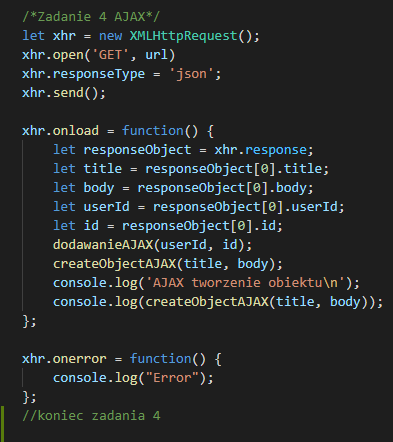 /*Zadanie 4 AJAX*/
let xhr = new XMLHttpRequest();
xhr.open('GET', url)
xhr.responseType = 'json';
xhr.send();
xhr.onload = function() {
let responseObject = xhr.response;
let title = responseObject[0].title;
let body = responseObject[0].body;
let userId = responseObject[0].userId;
let id = responseObject[0].id;
dodawanieAJAX(userId, id);
createObjectAJAX(title, body);
console.log('AJAX tworzenie obiektu\n');
console.log(createObjectAJAX(title, body));
};
xhr.onerror = function() {
console.log("Error");
};
//koniec zadania 4